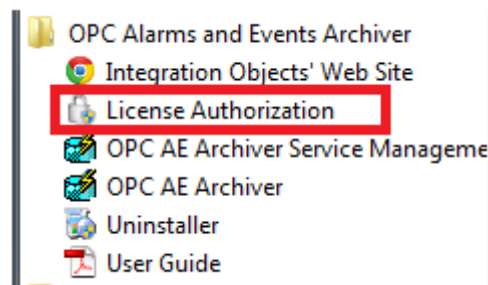 OPC Alarms and Events Archiver
Integration Objects' Web Site
License Authorization
OPC AE Archiver Service Manageme
OPC AE Archiver
Uninstaller
User Guide